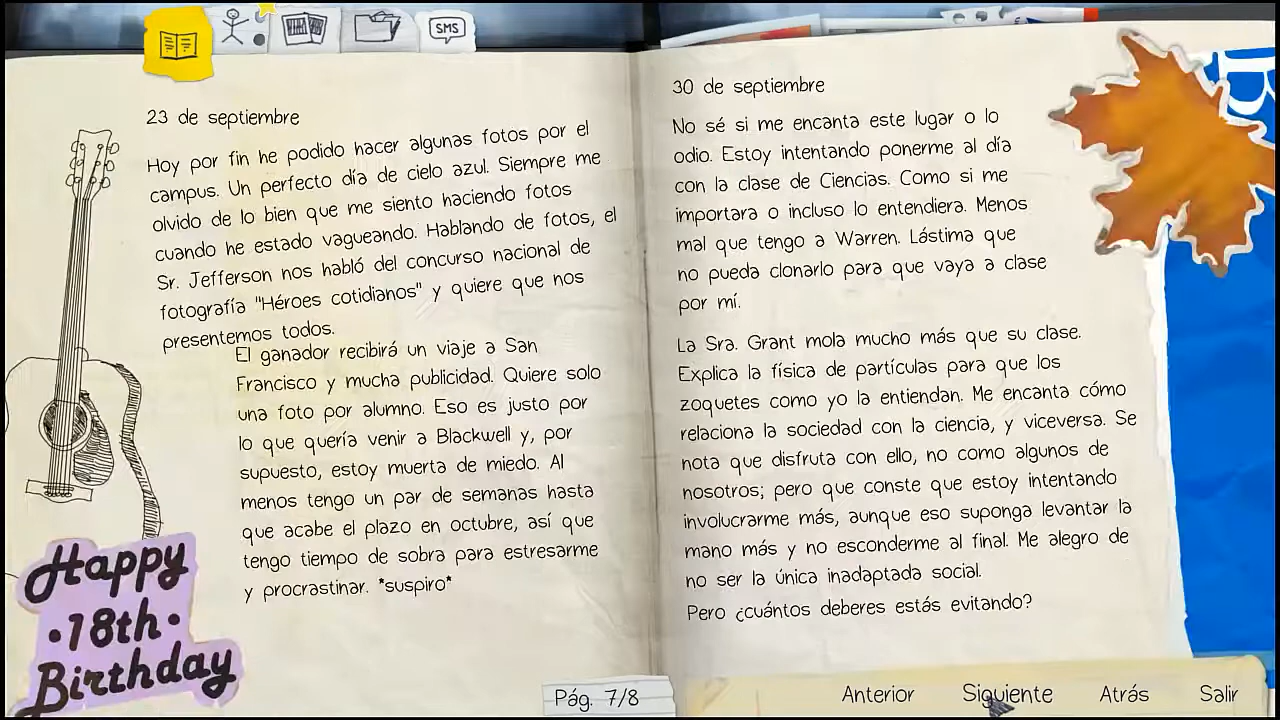 SMS
23 de septiembre
Hoy por fin he podido hacer algunas fotos por el
campus. Un perfecto día de cielo azul. Siempre me
olvido de lo bien que me siento haciendo fotos
cuando he estado vagueando. Hablando de fotos, el
Sr. Jefferson nos habló del concurso nacional de
fotografía "Héroes cotidianos" y quiere que nos
presentemos todos.
El ganador recibirá un viaje a San
Francisco y mucha publicidad. Quiere solo
una foto por alumno. Eso es justo por
lo que quería venir a Blackwell y, por
supuesto, estoy muerta de miedo. Al
menos tengo un par de semanas hasta
que acabe el plazo en octubre, así que
tengo tiempo de sobra para estresarme
y procrastinar. *suspiro*
Happy
•18th•
Birthday
30 de septiembre
No sé si me encanta este lugar o lo
odio. Estoy intentando ponerme al día
con la clase de Ciencias. Como si me
importara o incluso lo entendiera. Menos
mal que tengo a Warren. Lástima que
no pueda clonarlo para que vaya a clase
por mí.
La Sra. Grant mola mucho más que su clase.
Explica la física de partículas para que los
zoquetes como yo la entiendan. Me encanta cómo
relaciona la sociedad con la ciencia, y viceversa. Se
nota que disfruta con ello, no como algunos de
nosotros; pero que conste que estoy intentando
involucrarme más, aunque eso suponga levantar la
mano más y no esconderme al final. Me alegro de
no ser la única inadaptada social.
Pero ¿cuántos deberes estás evitando?
Pág. 7/8
Anterior Siguiente Atrás Salir